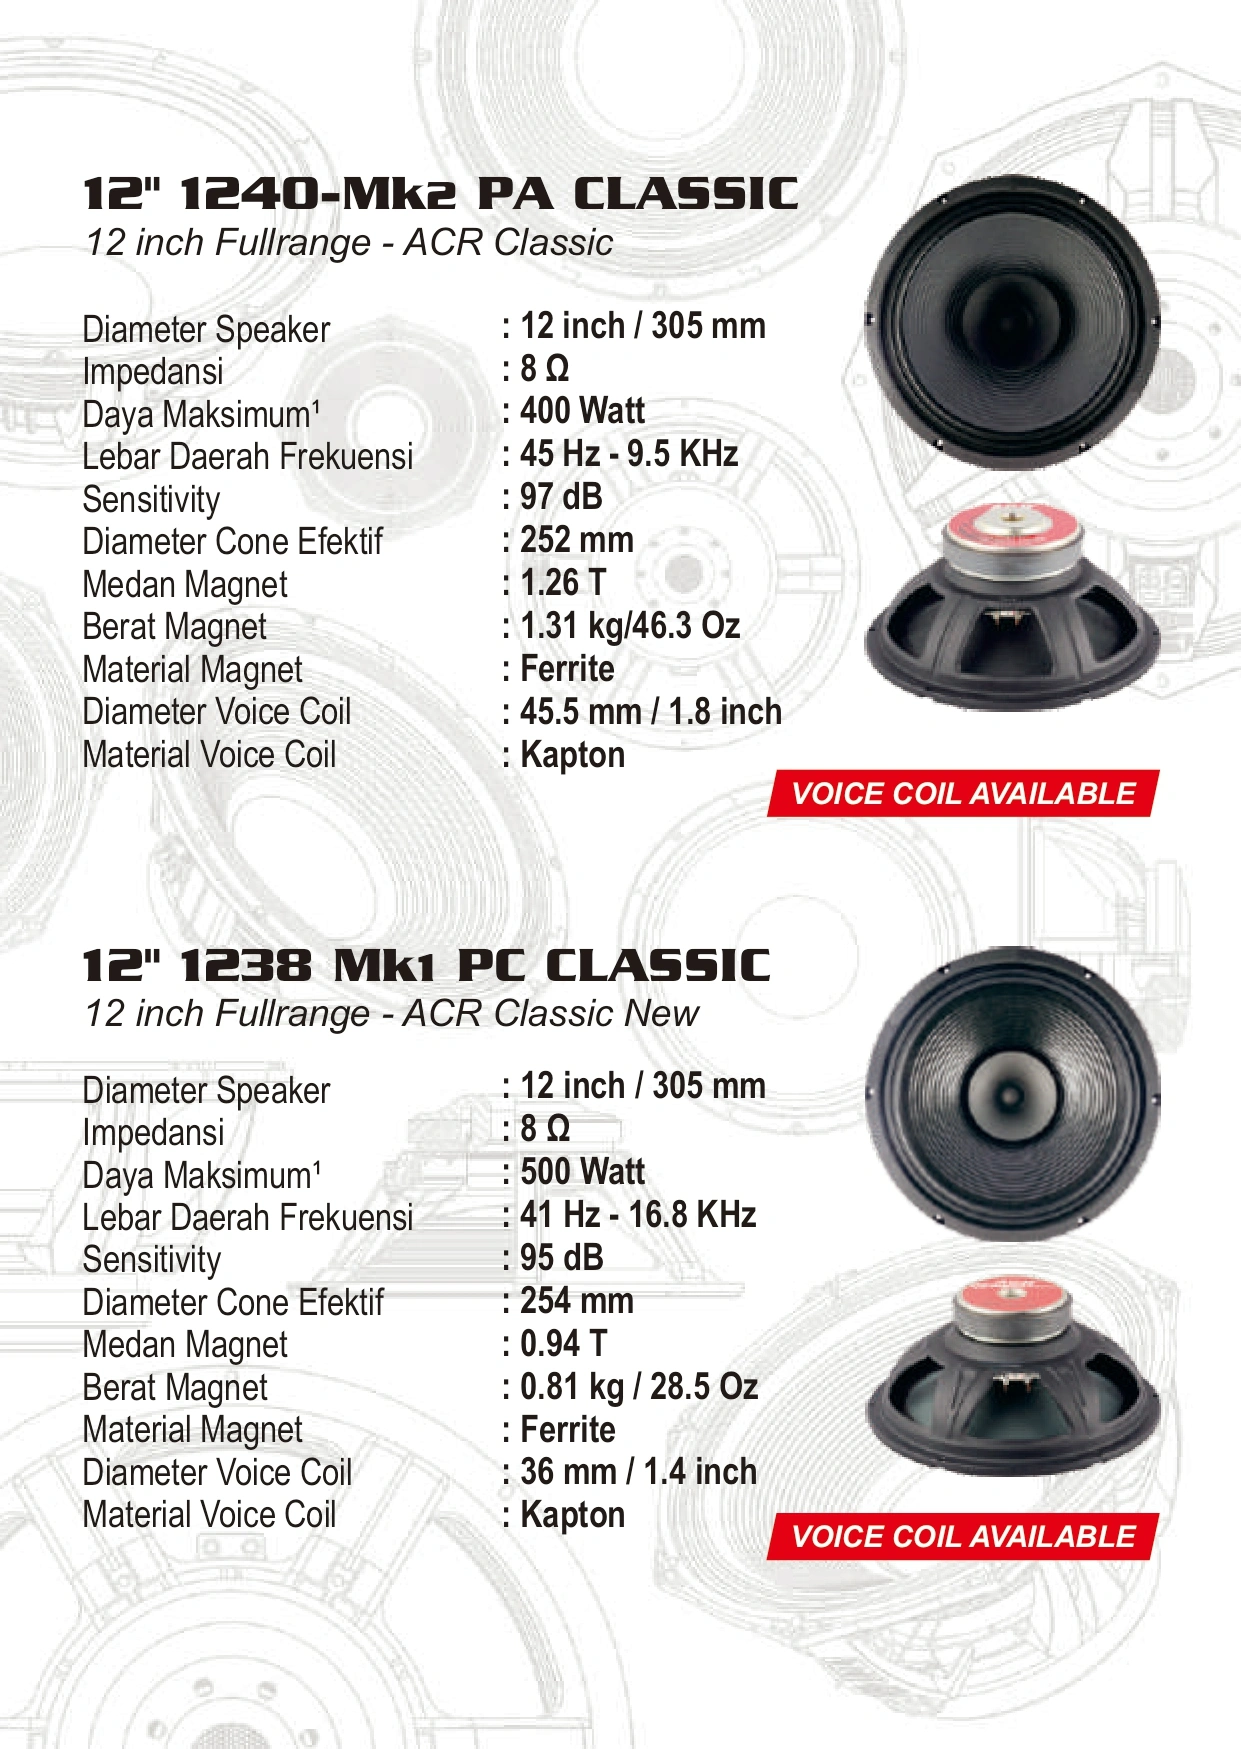 12" 1240-Mk2 PA CLASSIC
12 inch Fullrange - ACR Classic
Diameter Speaker : 12 inch / 305 mm
Impedansi : 8 Ω
Daya Maksimum¹ : 400 Watt
Lebar Daerah Frekuensi : 45 Hz - 9.5 KHz
Sensitivity : 97 dB
Diameter Cone Efektif : 252 mm
Medan Magnet : 1.26 T
Berat Magnet : 1.31 kg/46.3 Oz
Material Magnet : Ferrite
Diameter Voice Coil : 45.5 mm / 1.8 inch
Material Voice Coil : Kapton
VOICE COIL AVAILABLE
12" 1238 Mk1 PC CLASSIC
12 inch Fullrange - ACR Classic New
Diameter Speaker : 12 inch / 305 mm
Impedansi : 8 Ω
Daya Maksimum¹ : 500 Watt
Lebar Daerah Frekuensi : 41 Hz - 16.8 KHz
Sensitivity : 95 dB
Diameter Cone Efektif : 254 mm
Medan Magnet : 0.94 T
Berat Magnet : 0.81 kg / 28.5 Oz
Material Magnet : Ferrite
Diameter Voice Coil : 36 mm / 1.4 inch
Material Voice Coil : Kapton
VOICE COIL AVAILABLE